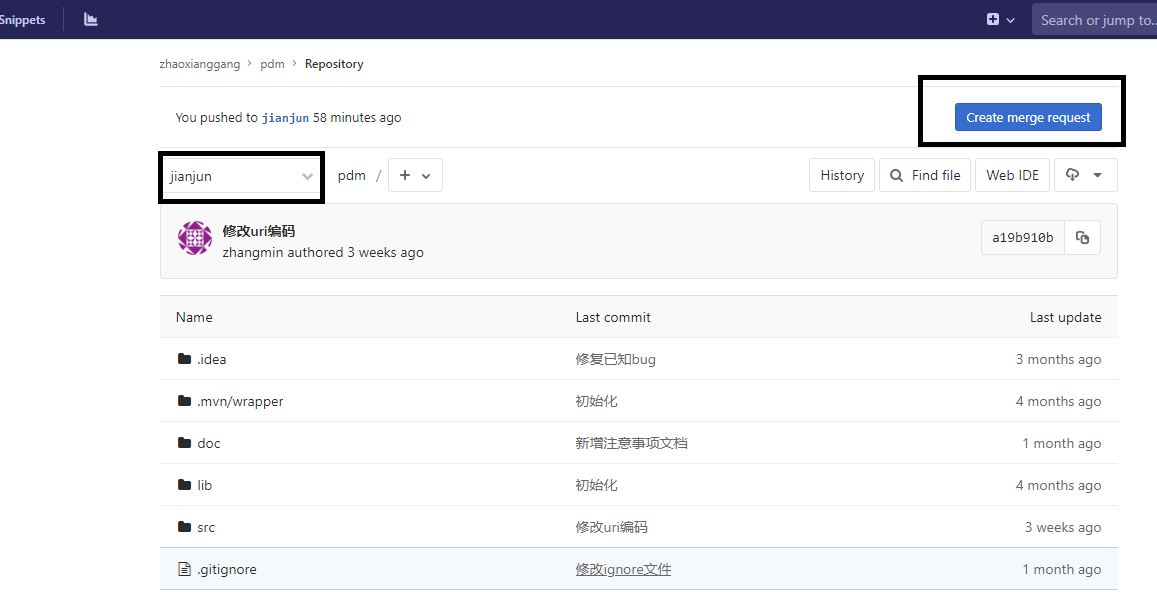 Snippets Search or jump to...
zhaoxianggang > pdm > Repository
You pushed to jianjun 58 minutes ago Create merge request
jianjun pdm / + History Find file Web IDE
修改uri编码
zhangmin authored 3 weeks ago a19b910b
Name Last commit Last update
.idea 修复已知bug 3 months ago
.mvn/wrapper 初始化 4 months ago
doc 新增注意事项文档 1 month ago
lib 初始化 4 months ago
src 修改uri编码 3 weeks ago
.gitignore 修改ignore文件 1 month ago